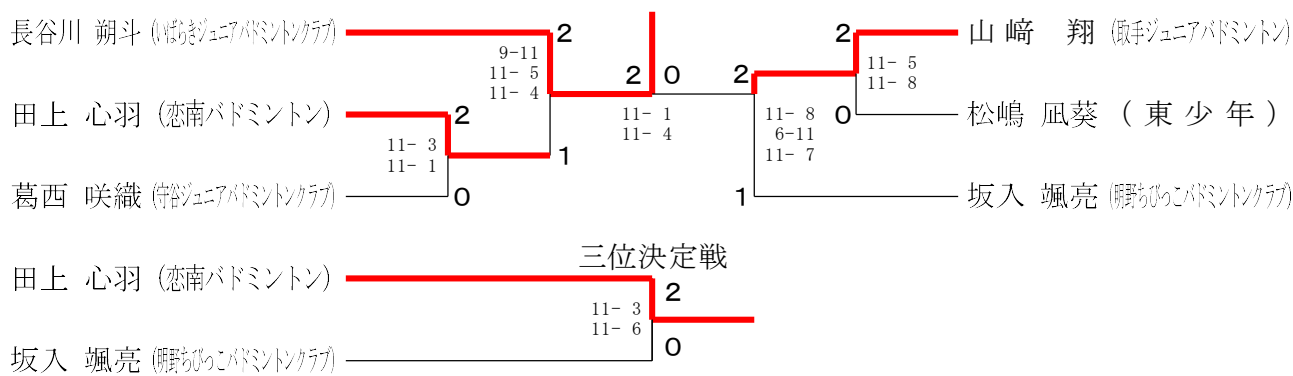 長谷川 朔斗 (いばらきジュニアバドミントンクラブ)
2
9-11
11- 5
11- 4
2 0
11- 1
11- 4
2
山﨑 翔 (取手ジュニアバドミントン)
11- 5
11- 8
2
田上 心羽 (恋南バドミントン)
2
11- 3
11- 1
1
11- 8
6-11
11- 7
0
松嶋 凪葵 ( 東 少 年 )
葛西 咲織 (守谷ジュニアバドミントンクラブ)
0
1
坂入 颯亮 (明野ちびっこバドミントンクラブ)
三位決定戦
田上 心羽 (恋南バドミントン)
2
11- 3
11- 6
0
坂入 颯亮 (明野ちびっこバドミントンクラブ)